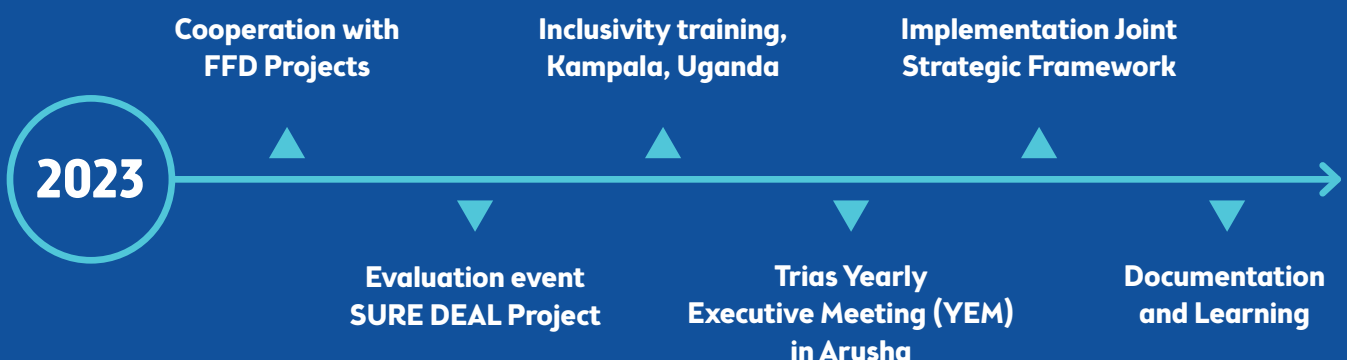 2023
Cooperation with
FFD Projects
Evaluation event
SURE DEAL Project
Inclusivity training,
Kampala, Uganda
Trias Yearly
Executive Meeting (YEM)
in Arusha
Implementation Joint
Strategic Framework
Documentation
and Learning